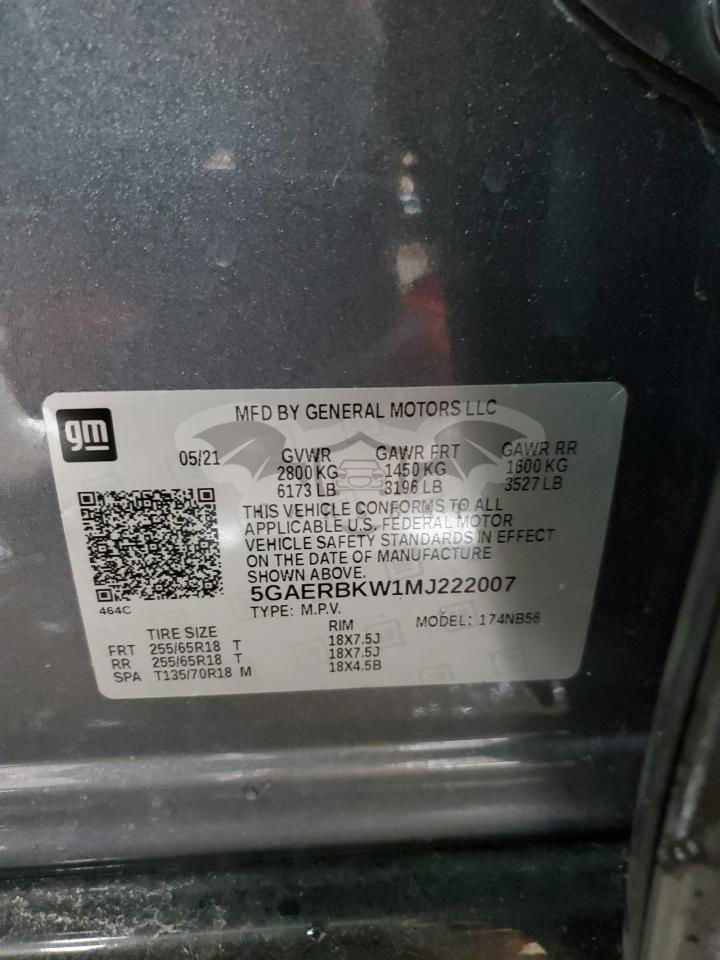 gm
MFD BY GENERAL MOTORS LLC
05/21 GVWR GAWR FRT GAWR RR
2800 KG 1450 KG 1600 KG
6173 LB 3196 LB 3527 LB
THIS VEHICLE CONFORMS TO ALL
APPLICABLE U.S. FEDERAL MOTOR
VEHICLE SAFETY STANDARDS IN EFFECT
ON THE DATE OF MANUFACTURE
SHOWN ABOVE.
464C
5GAERBKW1MJ222007
TYPE: M.P.V. MODEL: 174NB56
TIRE SIZE RIM
FRT 255/65R18 T 18X7.5J
RR 255/65R18 T 18X7.5J
SPA T135/70R18 M 18X4.5B